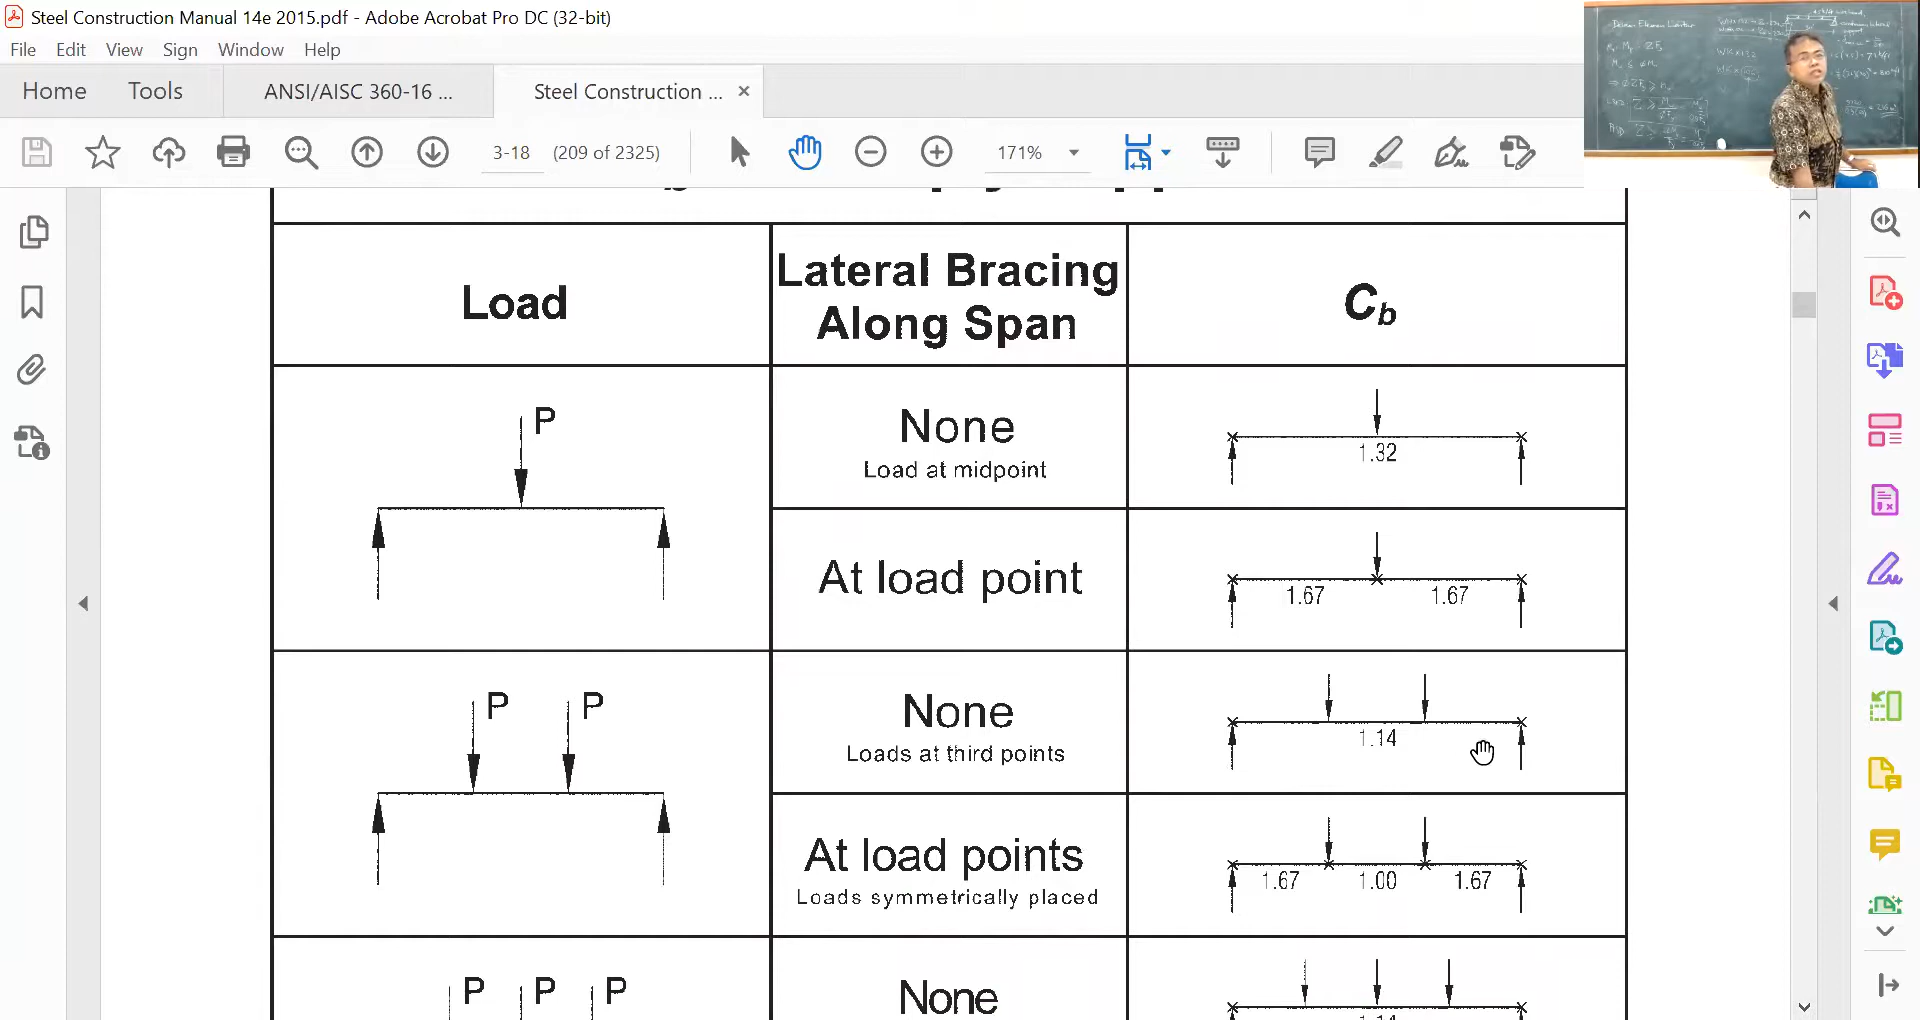 Steel Construction Manual 14e 2015.pdf - Adobe Acrobat Pro DC (32-bit)
File Edit View Sign Window Help
Home Tools ANSI/AISC 360-16 ... Steel Construction ... ×
3-18 (209 of 2325) 171%
Load
Lateral Bracing
Along Span
Cb
P
None
Load at midpoint
1.32
At load point
1.67 1.67
P P
None
Loads at third points
1.14
At load points
Loads symmetrically placed
1.67 1.00 1.67
P P P
None